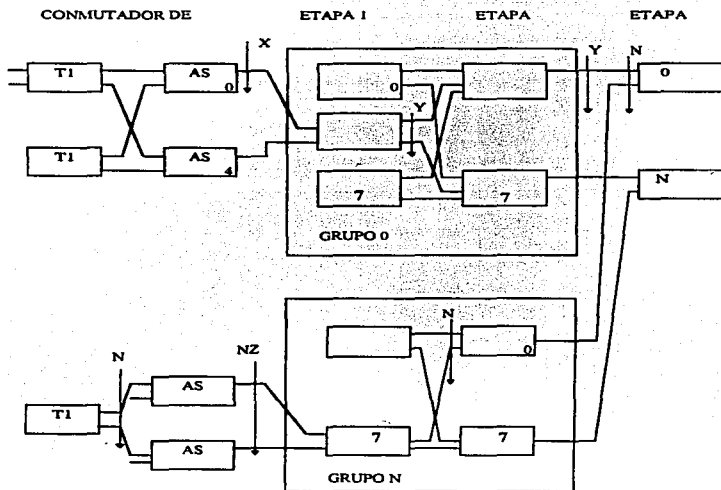 CONMUTADOR DE ETAPA 1 ETAPA ETAPA
X Y N
T1 AS 0 0 0
Y
T1 AS 4 7 7 N
GRUPO 0
N NZ N
AS 0
T1
AS 7 7
GRUPO N